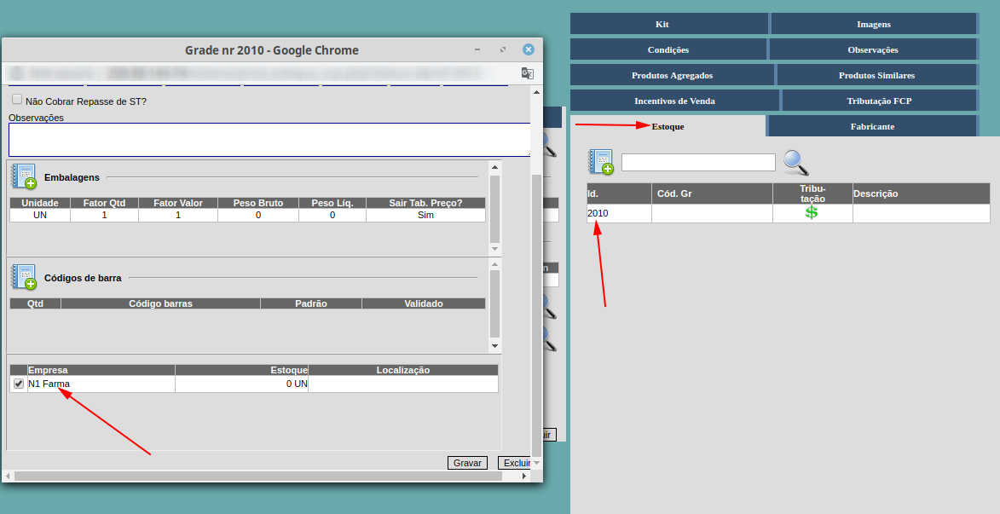 Grade nr 2010 - Google Chrome
Não Cobrar Repasse de ST?
Observações
Embalagens
Unidade Fator Qtd Fator Valor Peso Bruto Peso Líq. Sair Tab. Preço?
UN 1 1 0 0 Sim
Códigos de barra
Qtd Código barras Padrão Validado
Empresa Estoque Localização
N1 Farma 0 UN
Gravar Excluir
Kit Imagens
Condições Observações
Produtos Agregados Produtos Similares
Incentivos de Venda Tributação FCP
Estoque Fabricante
Id. Cód. Gr Tribu-
tação Descrição
2010 $